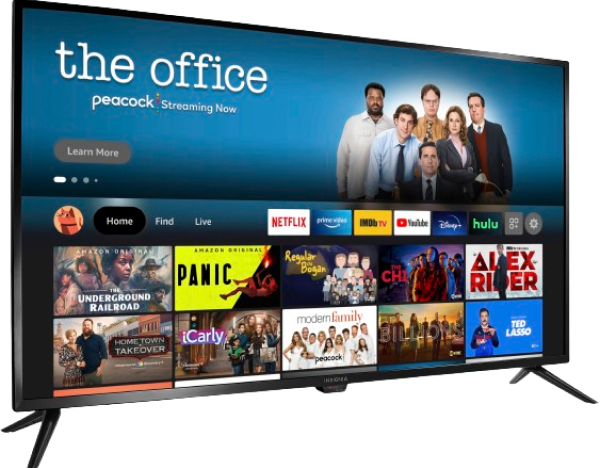 the office
peacock Streaming Now
Learn More
Home Find Live
NETFLIX prime video IMDb TV YouTube Disney+ hulu
AMAZON ORIGINAL
THE UNDERGROUND RAILROAD
AMAZON ORIGINAL
PANIC
Regular Ol' Bogan
THE CHI
ALEX RIDER
HOME TOWN TAKEOVER
iCarly
modern family
peacock
BILLIONS
TED LASSO
INSIGNIA